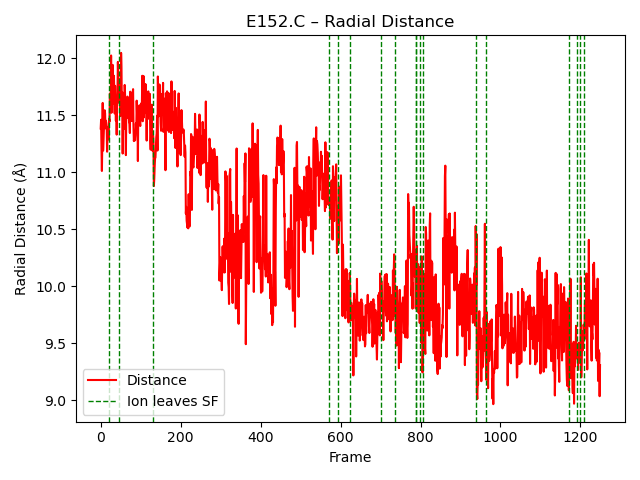 E152.C – Radial Distance
12.0
11.5
11.0
10.5
10.0
9.5
9.0
Radial Distance (Å)
Distance
Ion leaves SF
0 200 400 600 800 1000 1200
Frame